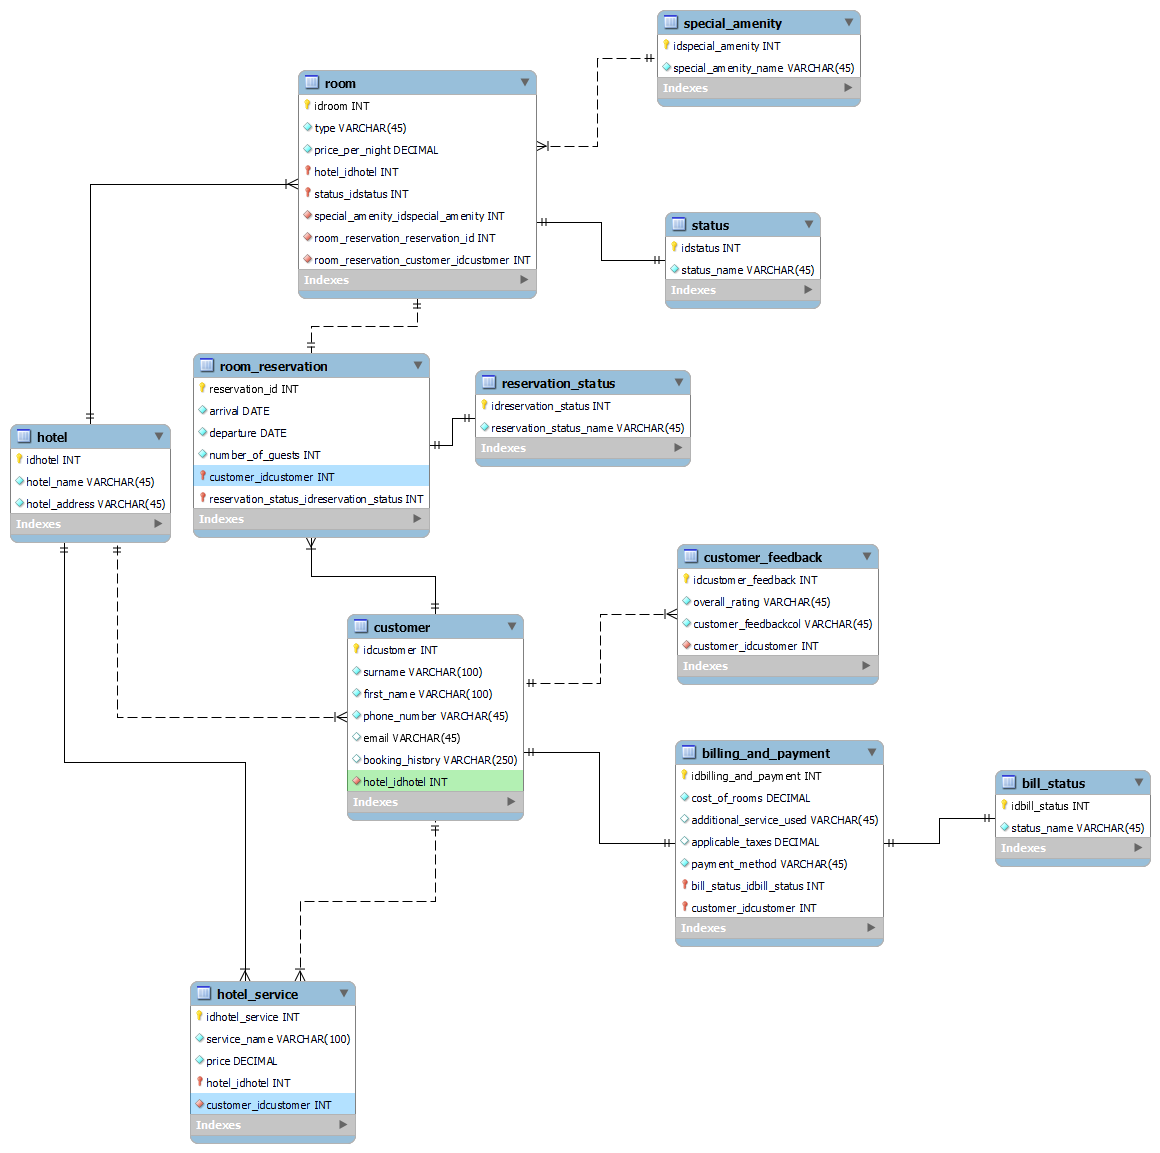 special_amenity
idspecial_amenity INT
special_amenity_name VARCHAR(45)
Indexes
room
idroom INT
type VARCHAR(45)
price_per_night DECIMAL
hotel_idhotel INT
status_idstatus INT
special_amenity_idspecial_amenity INT
room_reservation_reservation_id INT
room_reservation_customer_idcustomer INT
Indexes
status
idstatus INT
status_name VARCHAR(45)
Indexes
room_reservation
reservation_id INT
arrival DATE
departure DATE
number_of_guests INT
customer_idcustomer INT
reservation_status_idreservation_status INT
Indexes
reservation_status
idreservation_status INT
reservation_status_name VARCHAR(45)
Indexes
hotel
idhotel INT
hotel_name VARCHAR(45)
hotel_address VARCHAR(45)
Indexes
customer_feedback
idcustomer_feedback INT
overall_rating VARCHAR(45)
customer_feedbackcol VARCHAR(45)
customer_idcustomer INT
Indexes
customer
idcustomer INT
surname VARCHAR(100)
first_name VARCHAR(100)
phone_number VARCHAR(45)
email VARCHAR(45)
booking_history VARCHAR(250)
hotel_idhotel INT
Indexes
billing_and_payment
idbilling_and_payment INT
cost_of_rooms DECIMAL
additional_service_used VARCHAR(45)
applicable_taxes DECIMAL
payment_method VARCHAR(45)
bill_status_idbill_status INT
customer_idcustomer INT
Indexes
bill_status
idbill_status INT
status_name VARCHAR(45)
Indexes
hotel_service
idhotel_service INT
service_name VARCHAR(100)
price DECIMAL
hotel_idhotel INT
customer_idcustomer INT
Indexes